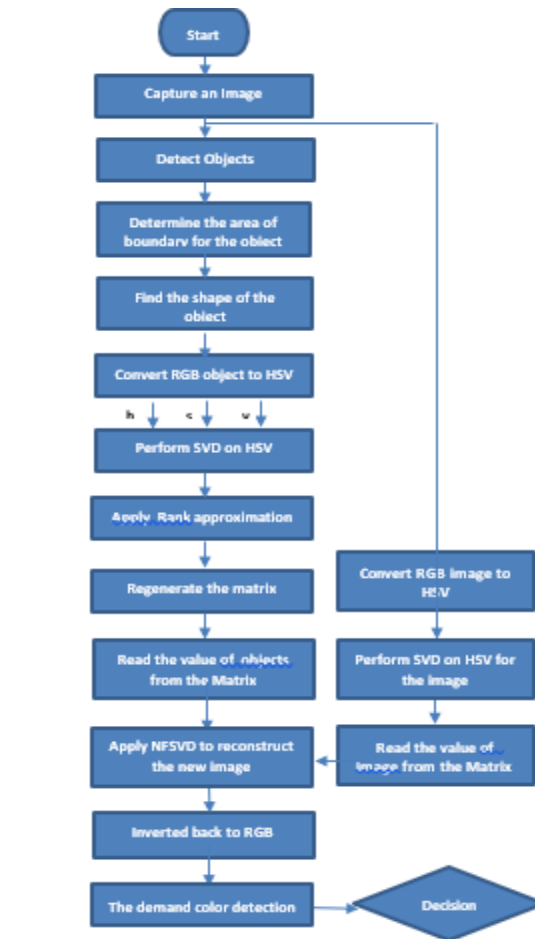 Start
Capture an Image
Detect Objects
Determine the area of
boundary for the object
Find the shape of the
object
Convert RGB object to HSV
h s v
Perform SVD on HSV
Apply Rank approximation
Regenerate the matrix
Read the value of objects
from the Matrix
Apply NFSVD to reconstruct
the new image
Inverted back to RGB
The demand color detection
Convert RGB image to
HSV
Perform SVD on HSV for
the image
Read the value of
Image from the Matrix
Decision